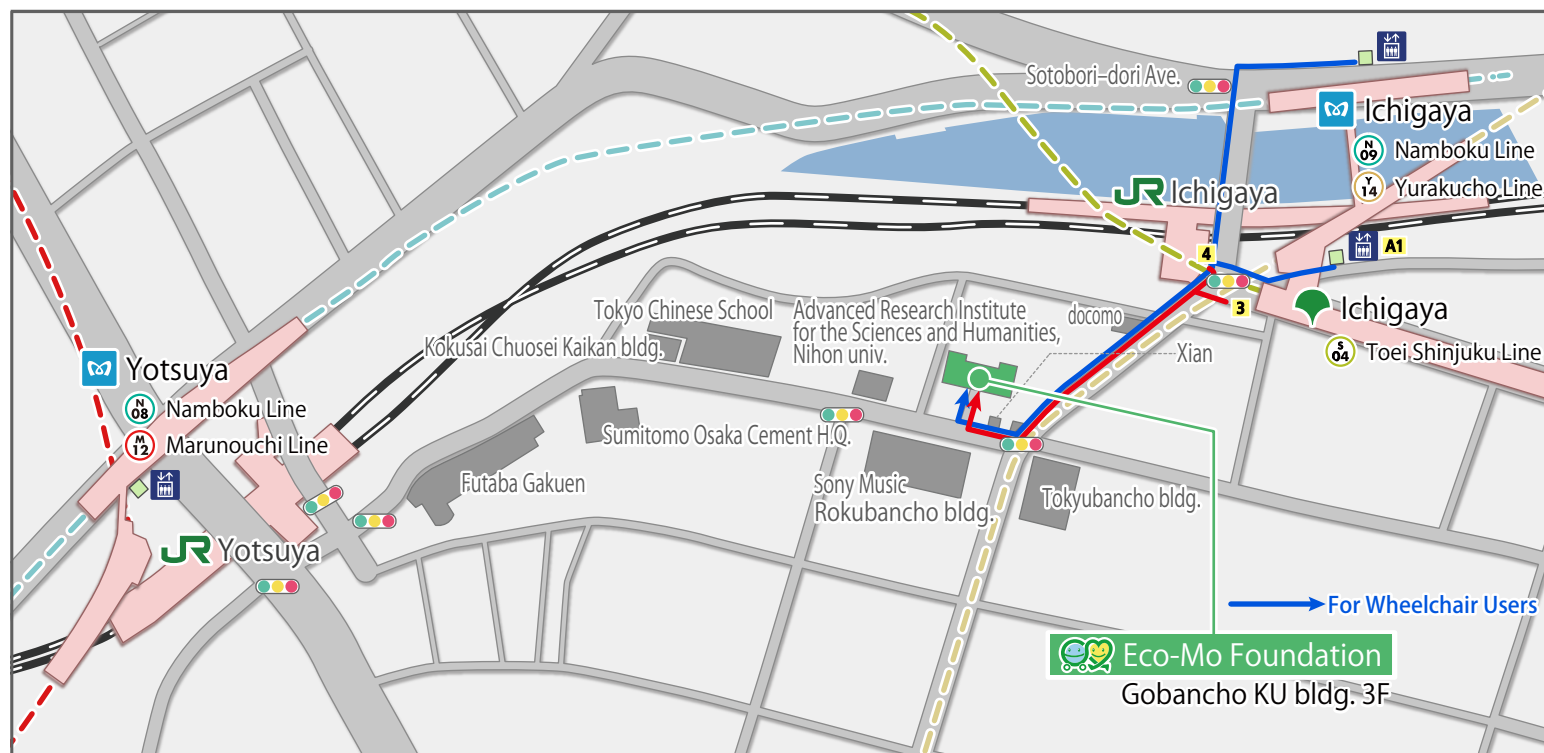 Sotobori-dori Ave.
Ichigaya
N
09
Namboku Line
Y
14
Yurakucho Line
JR Ichigaya
4
A1
3
Ichigaya
S
04
Toei Shinjuku Line
Tokyo Chinese School
Advanced Research Institute
for the Sciences and Humanities,
Nihon univ.
docomo
Kokusai Chuosei Kaikan bldg.
Xian
Yotsuya
N
08
Namboku Line
M
12
Marunouchi Line
Sumitomo Osaka Cement H.Q.
Futaba Gakuen
Sony Music
Rokubancho bldg.
Tokyubancho bldg.
JR Yotsuya
For Wheelchair Users
Eco-Mo Foundation
Gobancho KU bldg. 3F